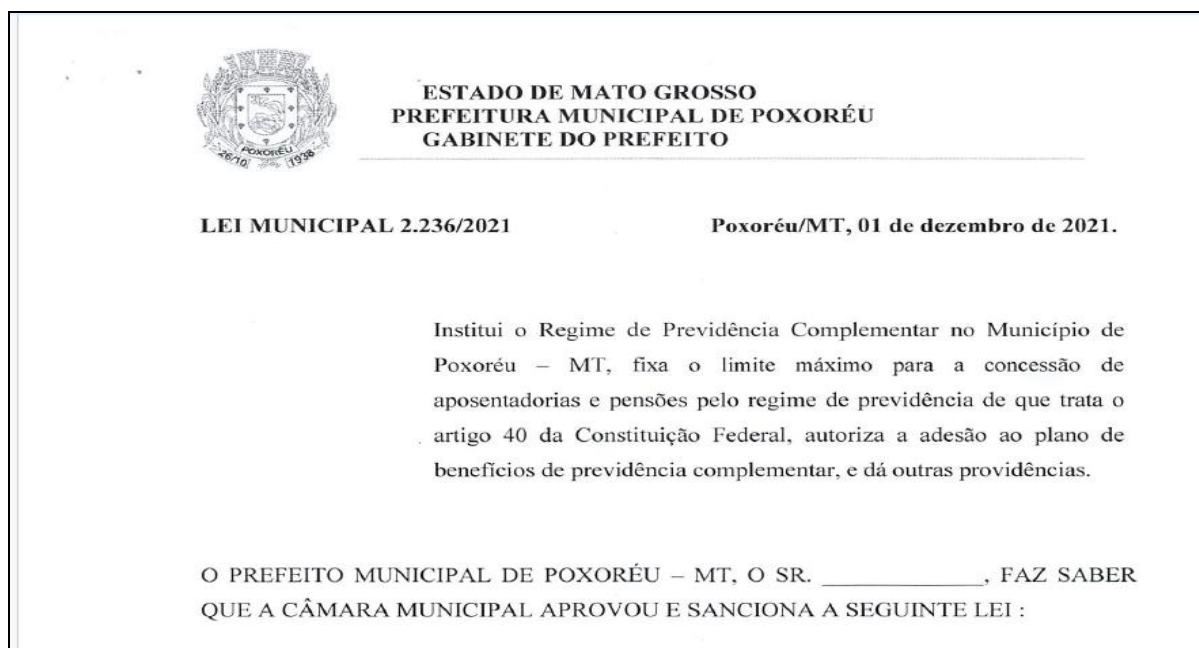 ESTADO DE MATO GROSSO
PREFEITURA MUNICIPAL DE POXORÉU
GABINETE DO PREFEITO
26/10 POXORÉU 1938
LEI MUNICIPAL 2.236/2021 Poxoréu/MT, 01 de dezembro de 2021.
Institui o Regime de Previdência Complementar no Município de
Poxoréu – MT, fixa o limite máximo para a concessão de
aposentadorias e pensões pelo regime de previdência de que trata o
artigo 40 da Constituição Federal, autoriza a adesão ao plano de
benefícios de previdência complementar, e dá outras providências.
O PREFEITO MUNICIPAL DE POXORÉU – MT, O SR. ____________, FAZ SABER
QUE A CÂMARA MUNICIPAL APROVOU E SANCIONA A SEGUINTE LEI :